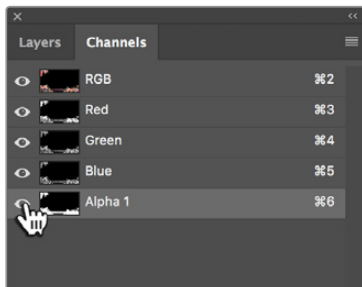 Layers Channels
RGB ⌘2
Red ⌘3
Green ⌘4
Blue ⌘5
Alpha 1 ⌘6